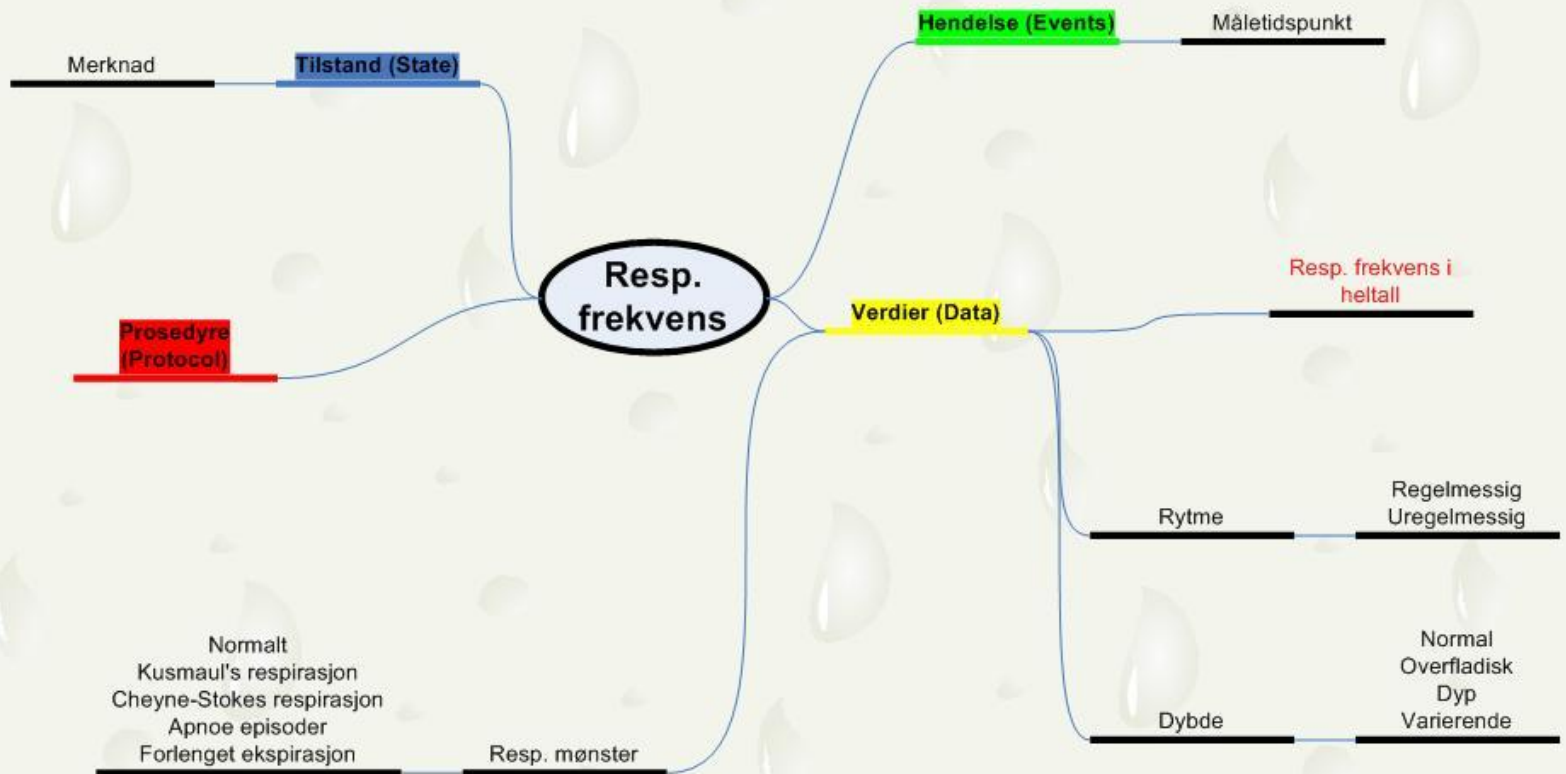 Hendelse (Events)
Måletidspunkt
Merknad
Tilstand (State)
Resp.
frekvens
Resp. frekvens i
heltall
Verdier (Data)
Prosedyre
(Protocol)
Rytme
Regelmessig
Uregelmessig
Dybde
Normal
Overfladisk
Dyp
Varierende
Normalt
Kusmaul's respirasjon
Cheyne-Stokes respirasjon
Apnoe episoder
Forlenget ekspirasjon
Resp. mønster